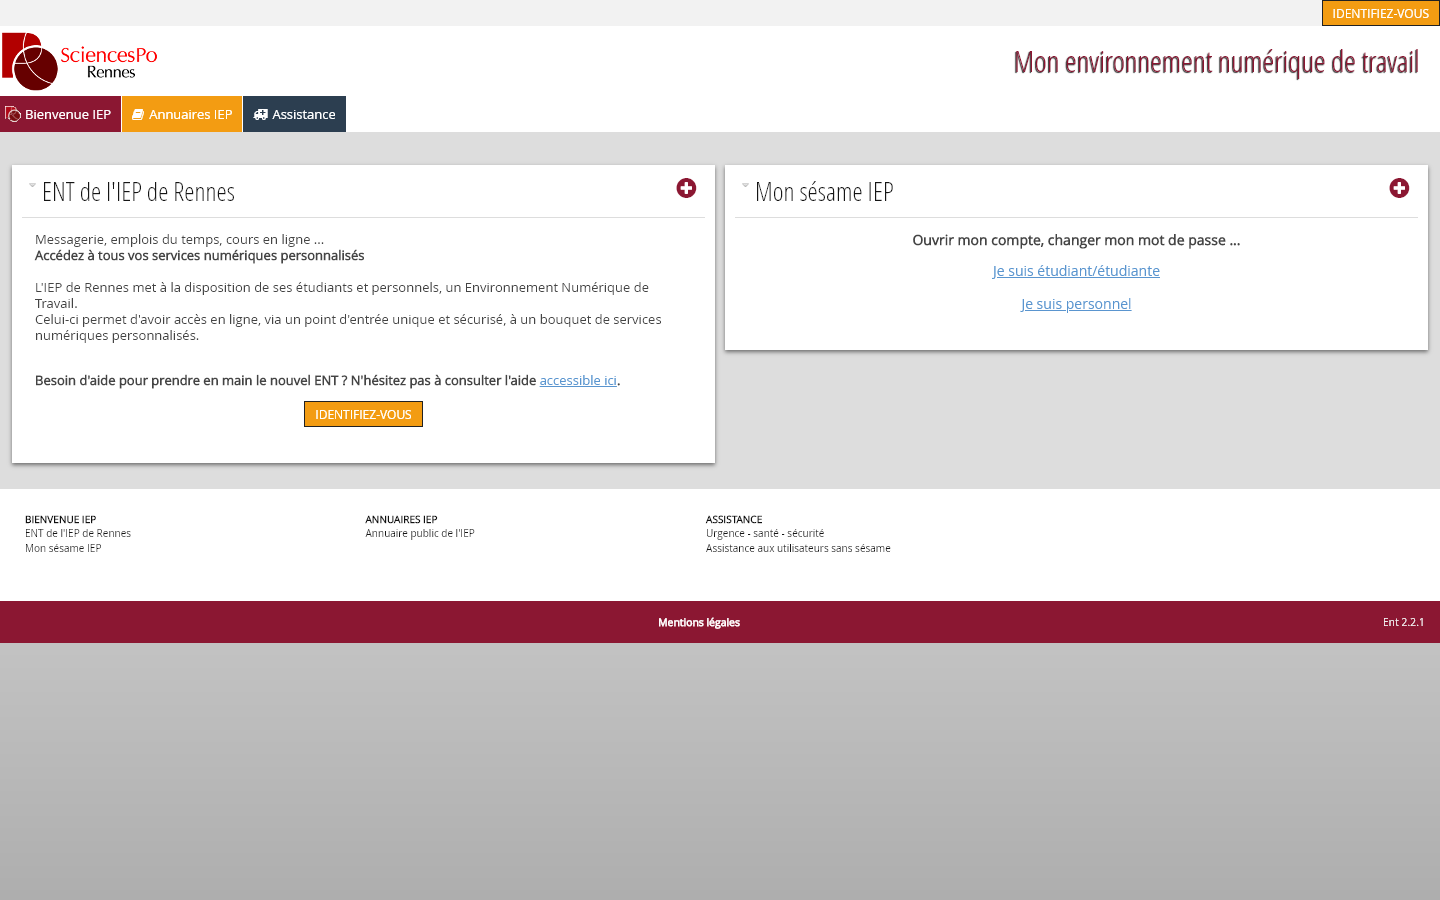 IDENTIFIEZ-VOUS
SciencesPo
Rennes
Mon environnement numérique de travail
Bienvenue IEP
Annuaires IEP
Assistance
ENT de l'IEP de Rennes
Messagerie, emplois du temps, cours en ligne ...
Accédez à tous vos services numériques personnalisés
L'IEP de Rennes met à la disposition de ses étudiants et personnels, un Environnement Numérique de
Travail.
Celui-ci permet d'avoir accès en ligne, via un point d'entrée unique et sécurisé, à un bouquet de services
numériques personnalisés.
Besoin d'aide pour prendre en main le nouvel ENT ? N'hésitez pas à consulter l'aide accessible ici.
IDENTIFIEZ-VOUS
Mon sésame IEP
Ouvrir mon compte, changer mon mot de passe ...
Je suis étudiant/étudiante
Je suis personnel
BIENVENUE IEP
ENT de l'IEP de Rennes
Mon sésame IEP
ANNUAIRES IEP
Annuaire public de l'IEP
ASSISTANCE
Urgence - santé - sécurité
Assistance aux utilisateurs sans sésame
Mentions légales
Ent 2.2.1